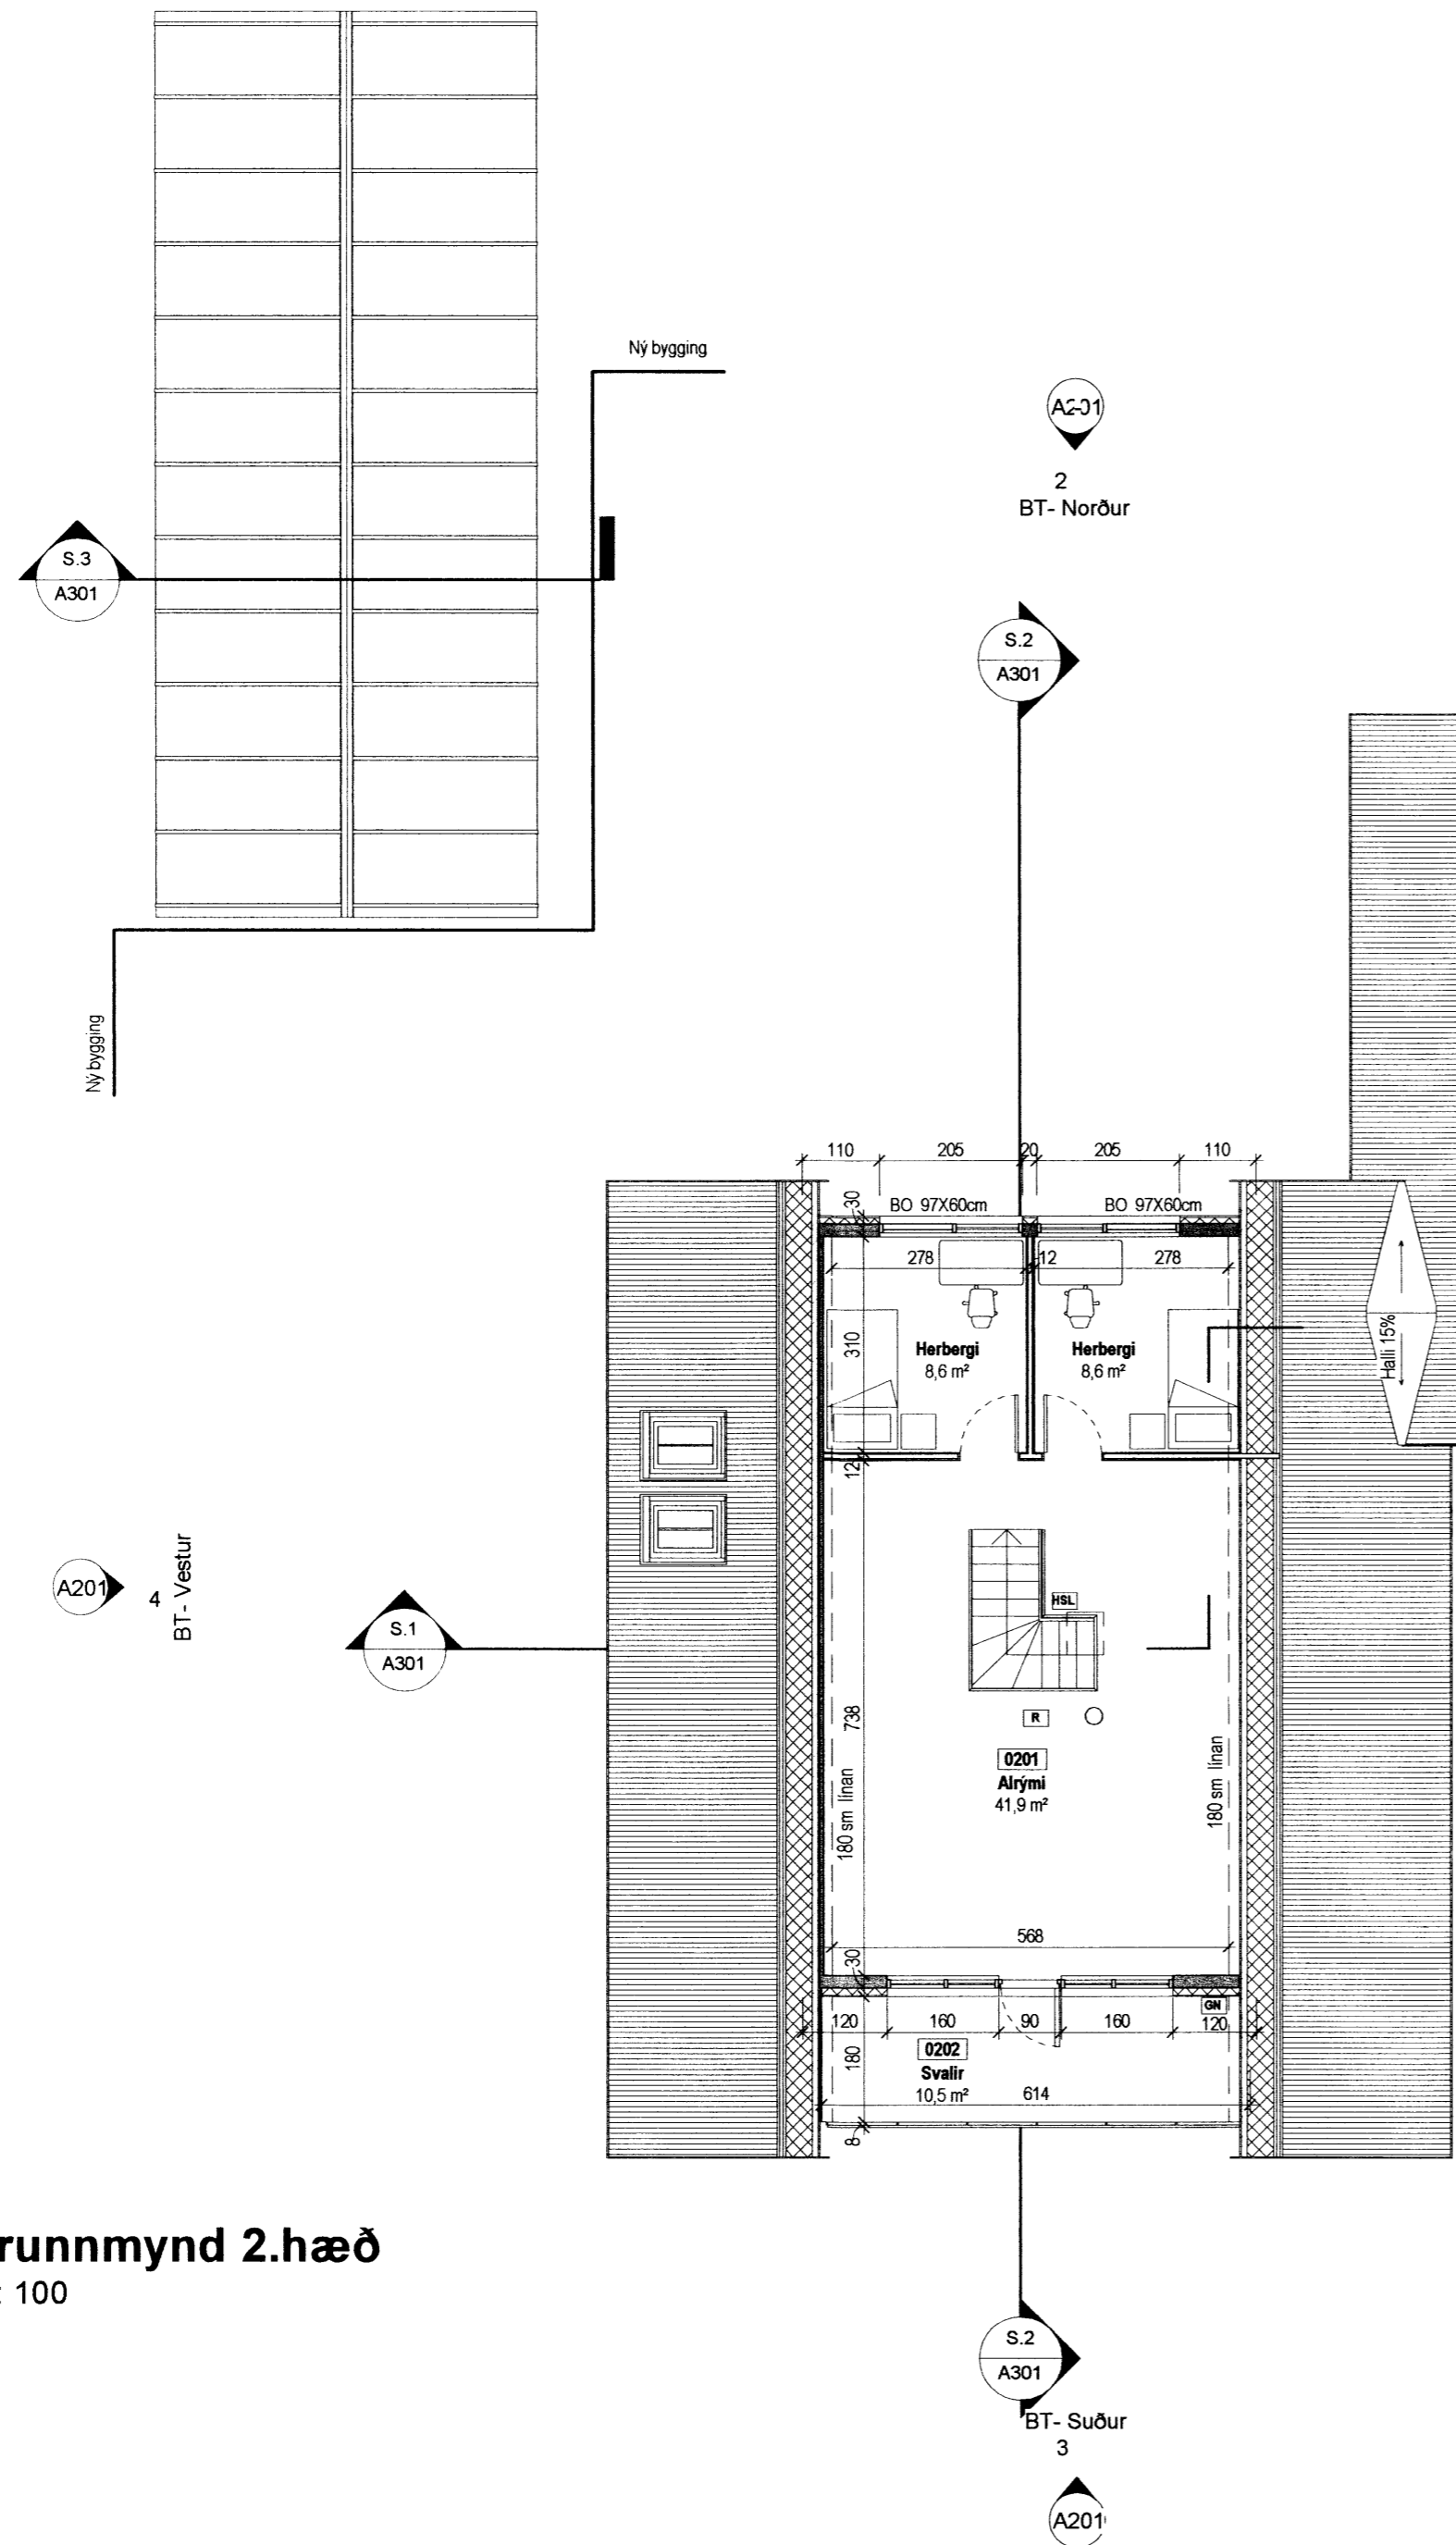 Ný bygging
A2-01
2
BT- Norður
S.3
A301
S.2
A301
Ný bygging
110
205
20
205
110
30
BO 97X60cm
BO 97X60cm
278
12
278
310
Herbergi
8,6 m²
Herbergi
8,6 m²
Halli 15%
12
A201
4
BT- Vestur
S.1
A301
HSL
R
738
0201
Alrými
41,9 m²
180 sm línan
180 sm línan
568
30
GN
120
160
90
160
120
0202
Svalir
10,5 m²
180
614
8
runnmynd 2.hæð
: 100
S.2
A301
BT- Suður
3
A201